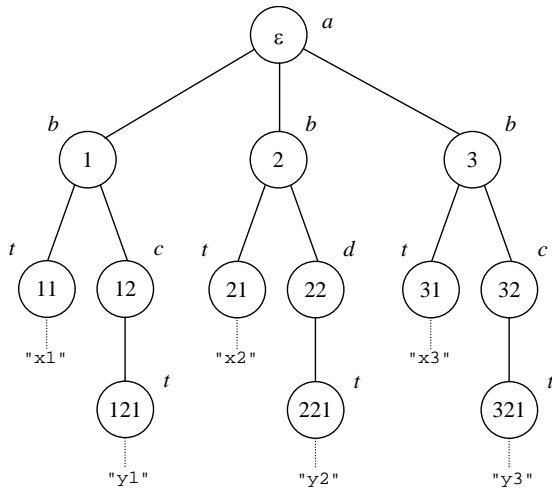 a
ε
b b b
1 2 3
t c t d t c
11 12 21 22 31 32
"x1" "x2" "x3"
t t t
121 221 321
"y1" "y2" "y3"